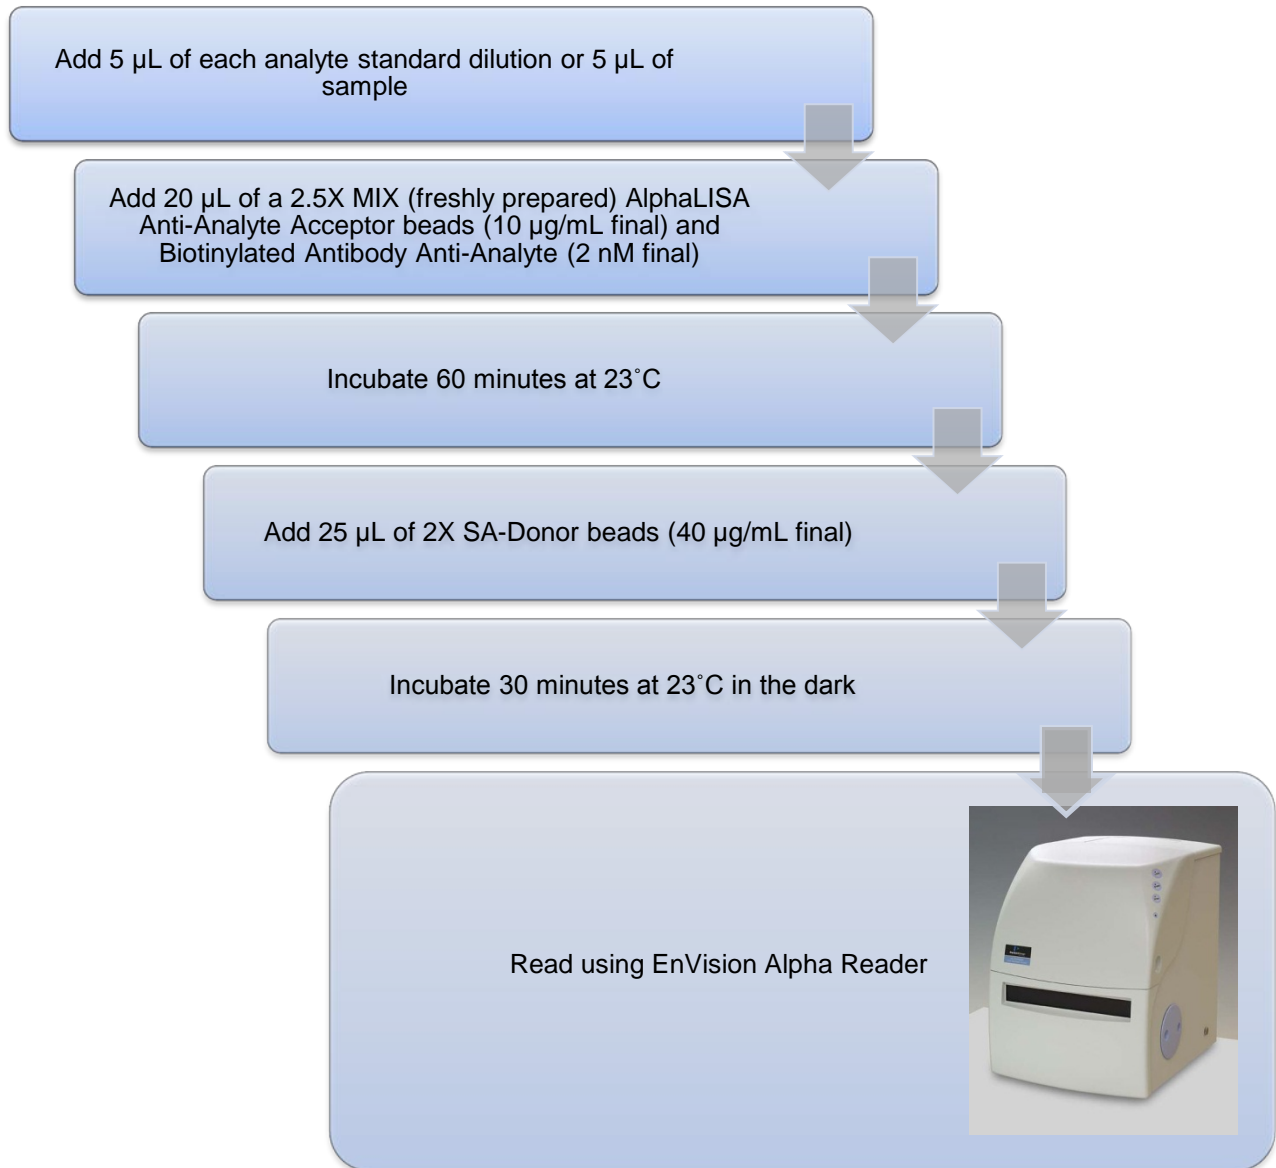 Add 5 µL of each analyte standard dilution or 5 µL of
sample
Add 20 µL of a 2.5X MIX (freshly prepared) AlphaLISA
Anti-Analyte Acceptor beads (10 µg/mL final) and
Biotinylated Antibody Anti-Analyte (2 nM final)
Incubate 60 minutes at 23˚C
Add 25 µL of 2X SA-Donor beads (40 µg/mL final)
Incubate 30 minutes at 23˚C in the dark
Read using EnVision Alpha Reader